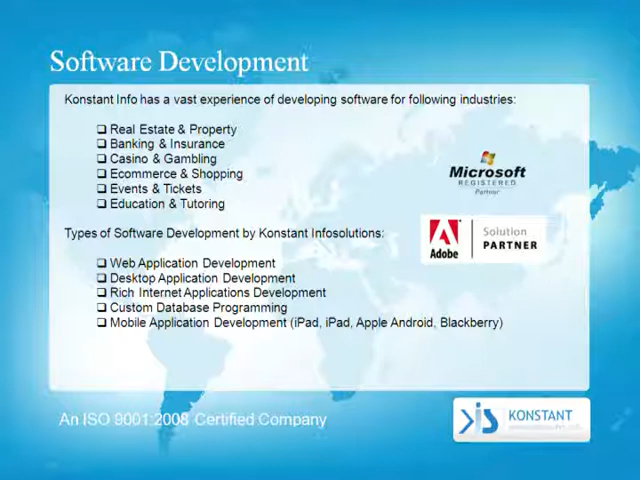 Software Development
Konstant Info has a vast experience of developing software for following industries:
❑ Real Estate & Property
❑ Banking & Insurance
❑ Casino & Gambling
❑ Ecommerce & Shopping
❑ Events & Tickets
❑ Education & Tutoring
Microsoft
REGISTERED
Partner
Types of Software Development by Konstant Infosolutions:
Adobe
Solution
PARTNER
❑ Web Application Development
❑ Desktop Application Development
❑ Rich Internet Applications Development
❑ Custom Database Programming
❑ Mobile Application Development (iPad, iPad, Apple Android, Blackberry)
An ISO 9001:2008 Certified Company
KIS KONSTANT